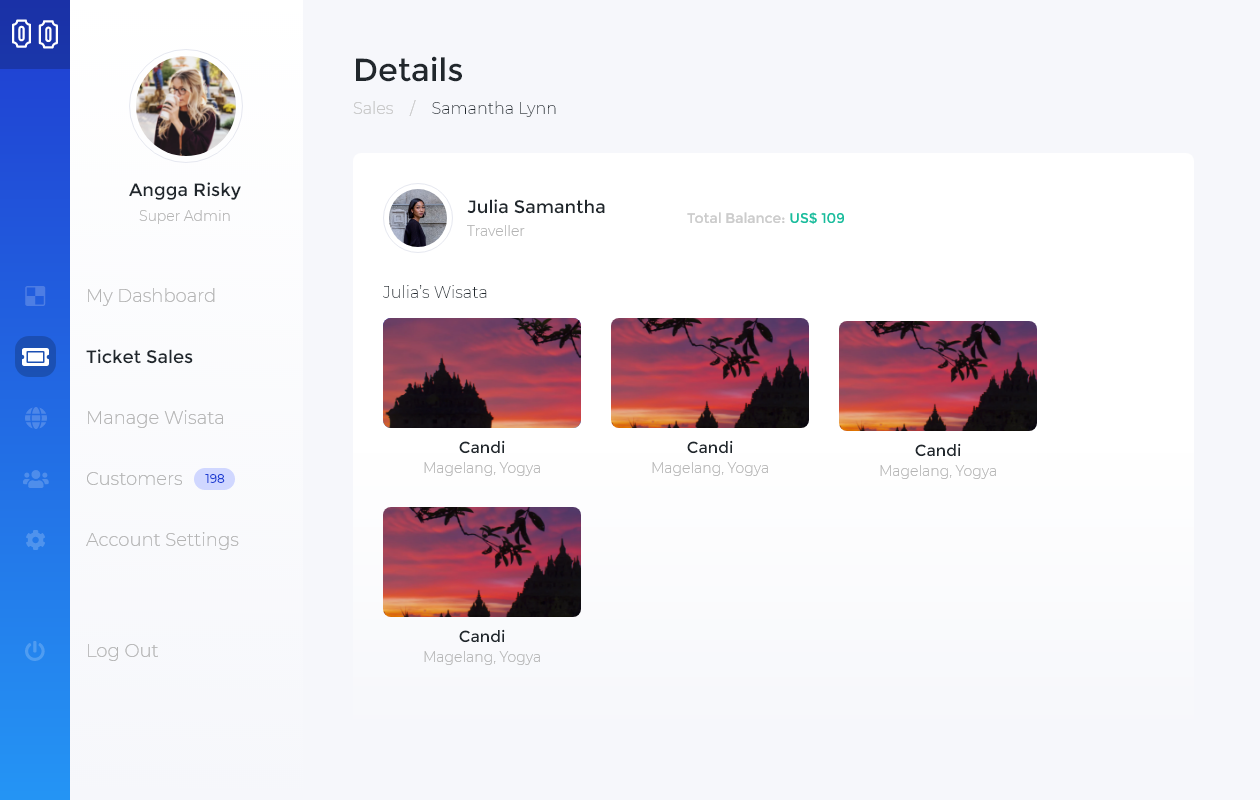 Angga Risky
Super Admin
My Dashboard
Ticket Sales
Manage Wisata
Customers 198
Account Settings
Log Out
Details
Sales / Samantha Lynn
Julia Samantha
Traveller
Total Balance: US$ 109
Julia’s Wisata
Candi
Magelang, Yogya
Candi
Magelang, Yogya
Candi
Magelang, Yogya
Candi
Magelang, Yogya